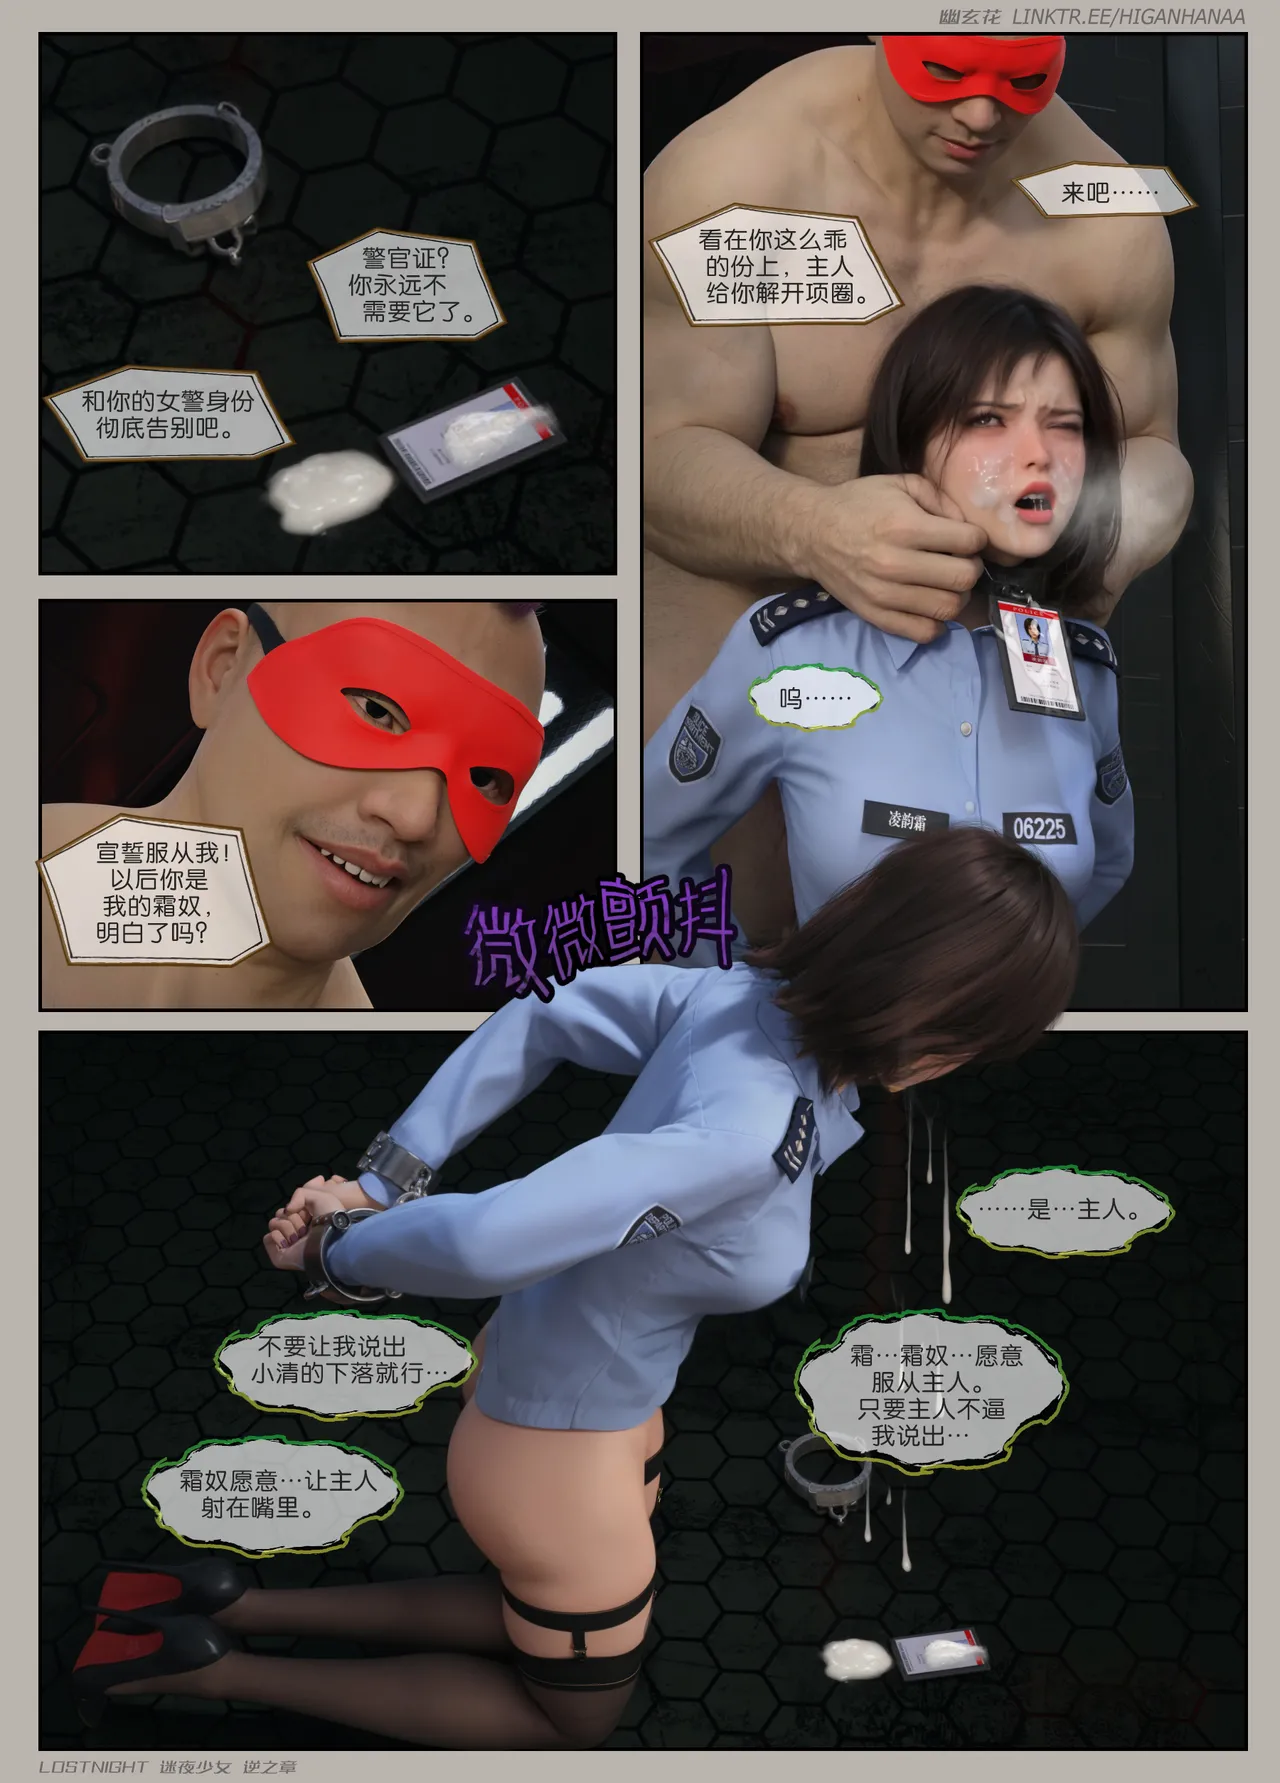 幽玄花 LINKTR.EE/HIGANHANAA
来吧……
看在你这么乖
的份上，主人
给你解开项圈。
呜……
POLICE
凌韵霜
06225
警官证？
你永远不
需要它了。
和你的女警身份
彻底告别吧。
宣誓服从我！
以后你是
我的霜奴，
明白了吗？
微微颤抖
……是…主人。
霜…霜奴…愿意
服从主人。
只要主人不逼
我说出…
不要让我说出
小清的下落就行…
霜奴愿意…让主人
射在嘴里。
LOSTNIGHT 迷夜少女 逆之章